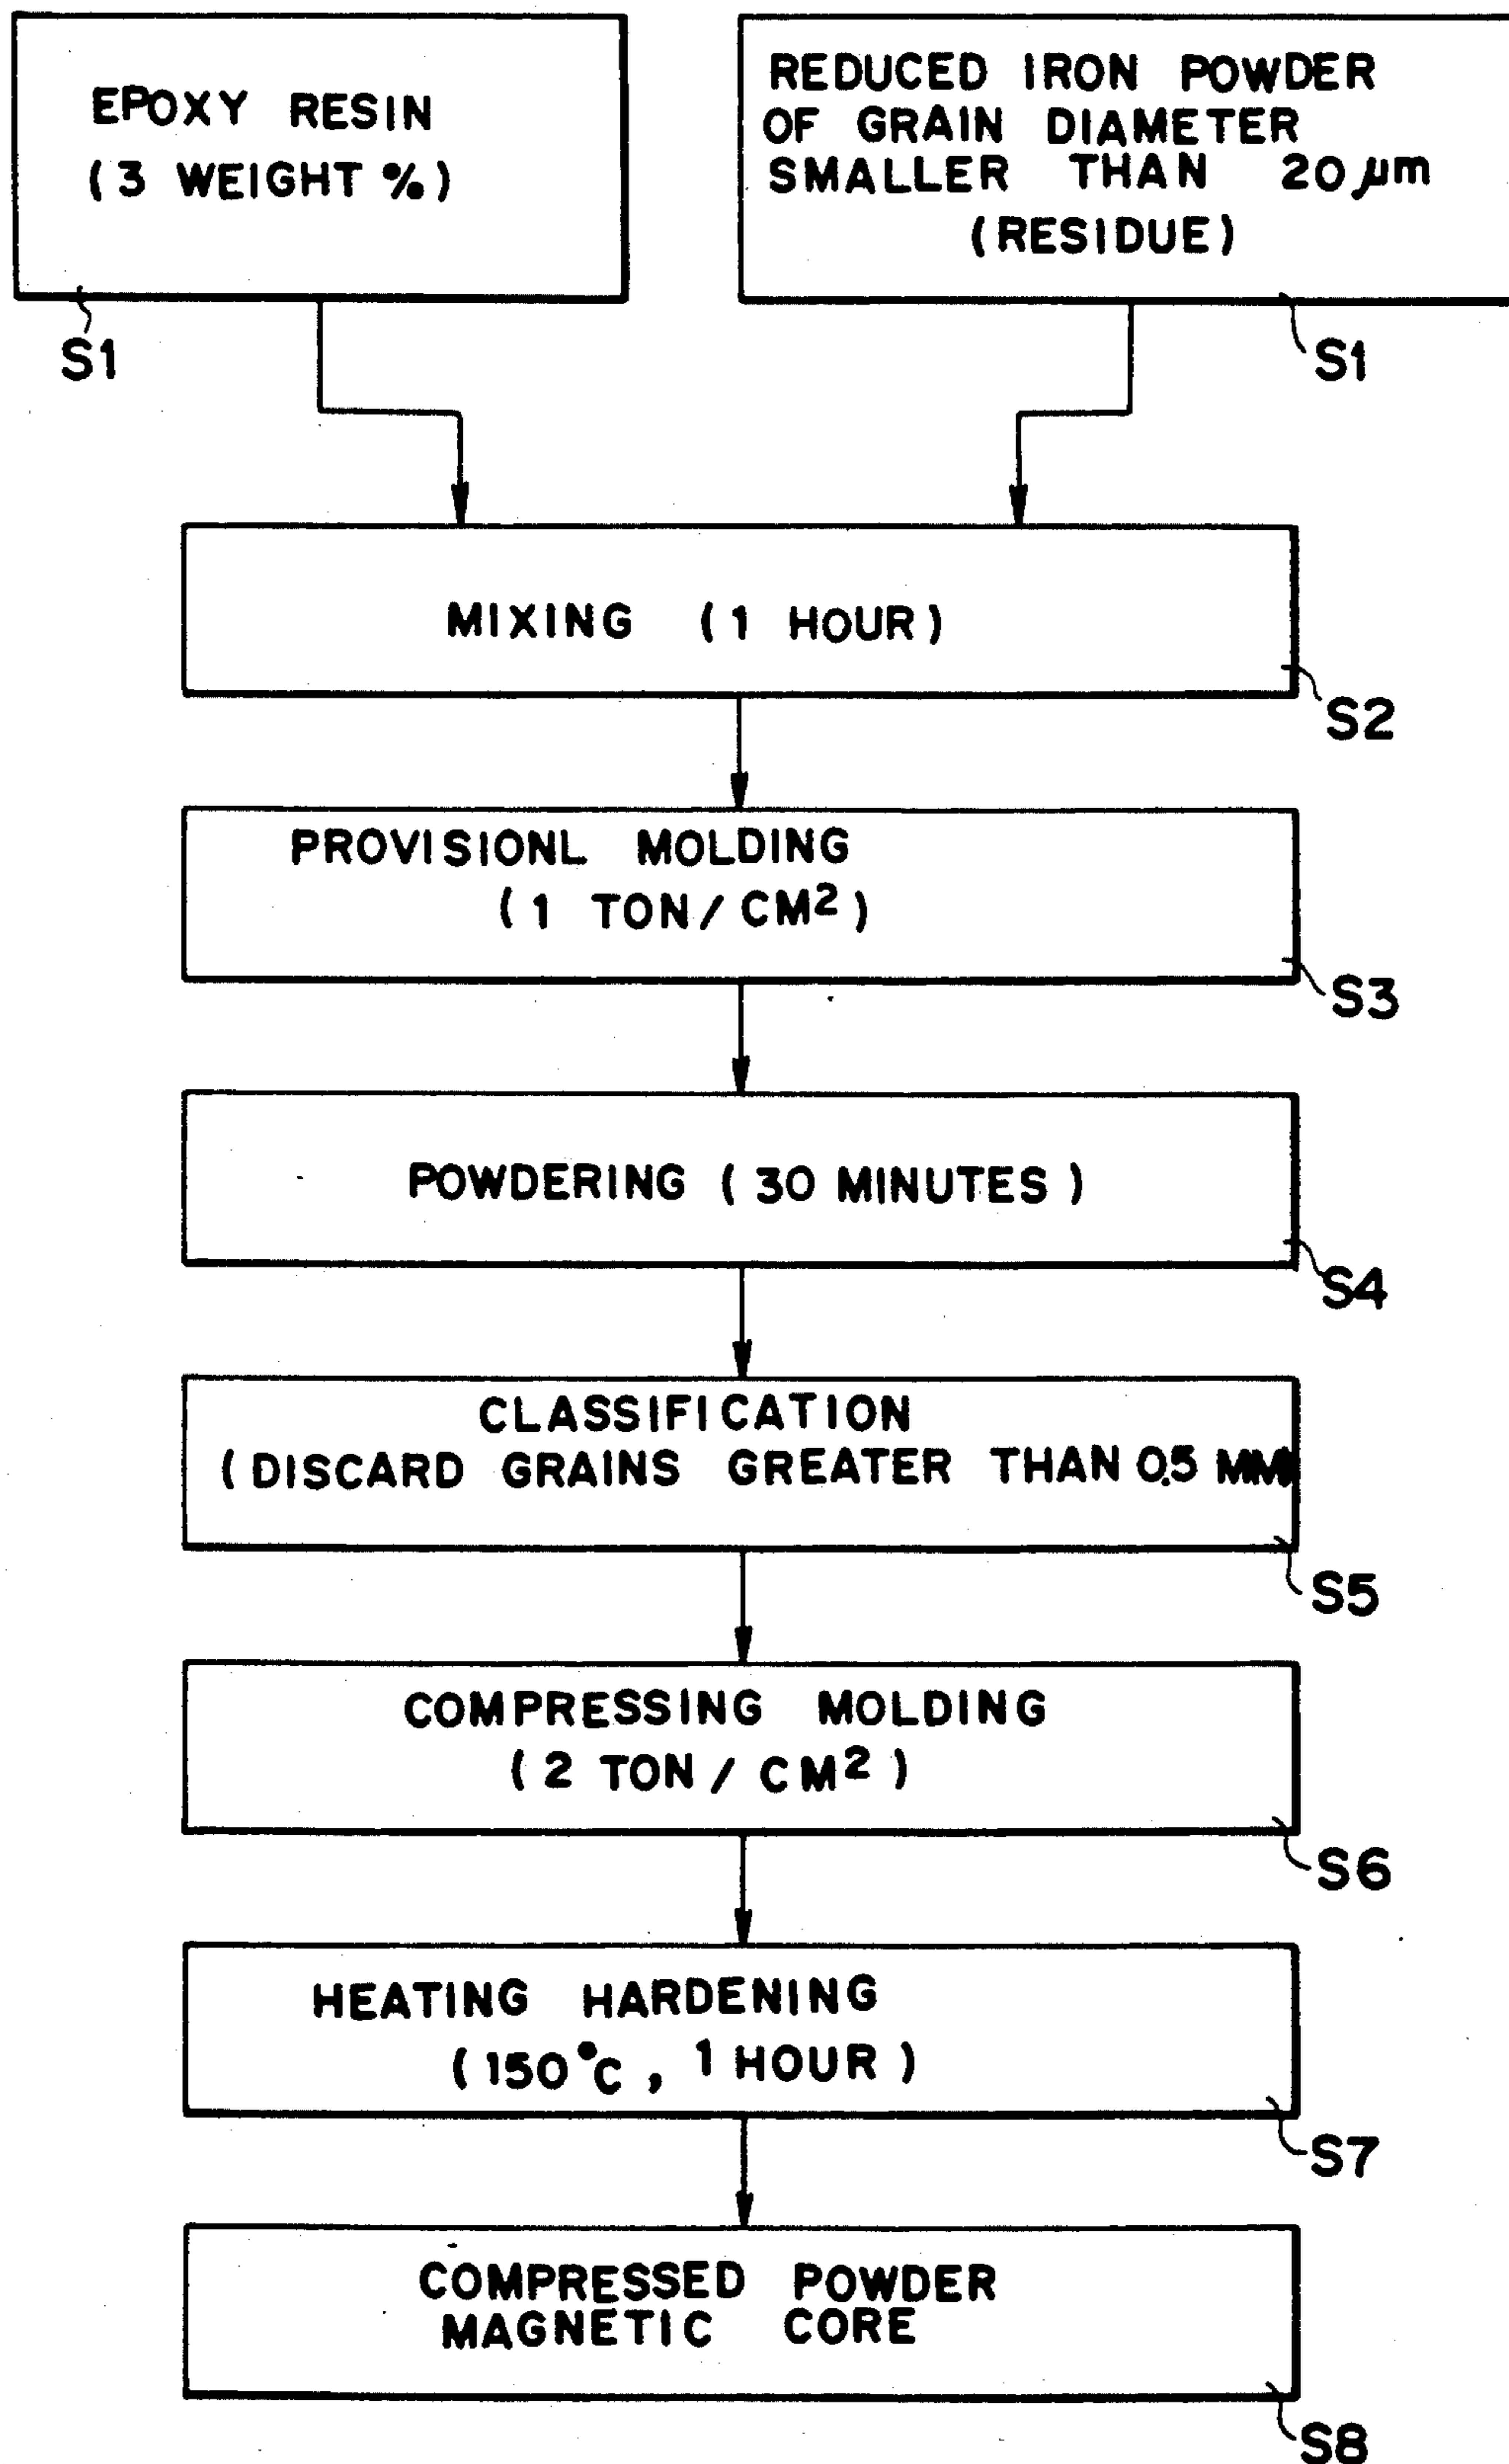 EPOXY RESIN
(3 WEIGHT %)
S1
REDUCED IRON POWDER
OF GRAIN DIAMETER
SMALLER THAN 20 μm
(RESIDUE)
S1
MIXING (1 HOUR)
S2
PROVISIONL MOLDING
(1 TON/CM²)
S3
POWDERING (30 MINUTES)
S4
CLASSIFICATION
(DISCARD GRAINS GREATER THAN 0.5 MM)
S5
COMPRESSING MOLDING
(2 TON/CM²)
S6
HEATING HARDENING
(150°C, 1 HOUR)
S7
COMPRESSED POWDER
MAGNETIC CORE
S8